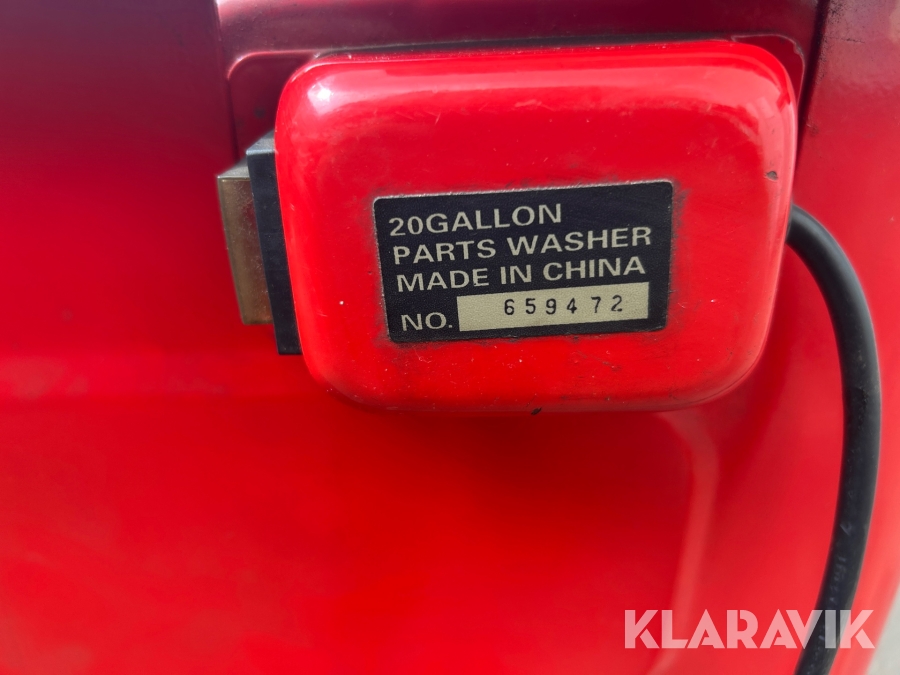 20GALLON
PARTS WASHER
MADE IN CHINA
NO. 659472
KLARAVIK